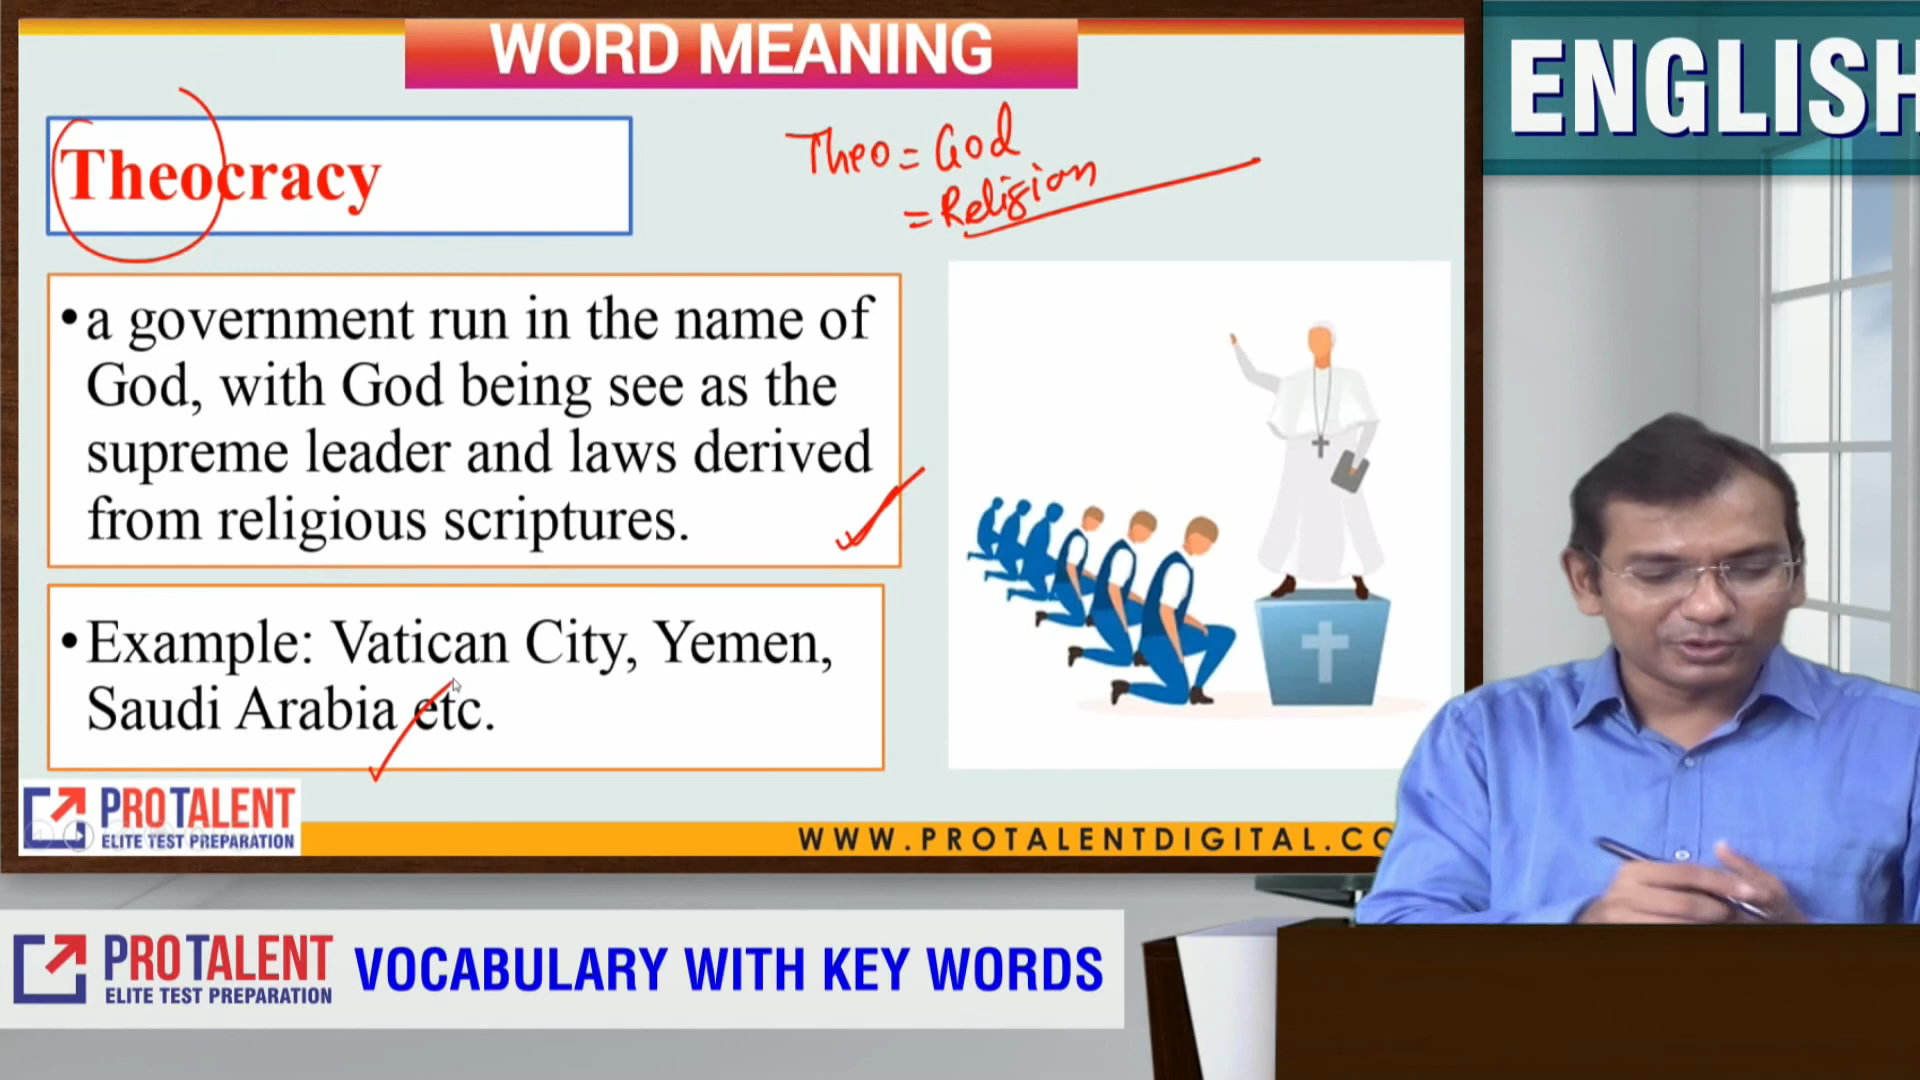 WORD MEANING
ENGLISH
Theocracy
Theo = God
= Religion
•a government run in the name of
God, with God being see as the
supreme leader and laws derived
from religious scriptures.
•Example: Vatican City, Yemen,
Saudi Arabia etc.
PROTALENT
ELITE TEST PREPARATION
WWW.PROTALENTDIGITAL.CO
PROTALENT
ELITE TEST PREPARATION
VOCABULARY WITH KEY WORDS